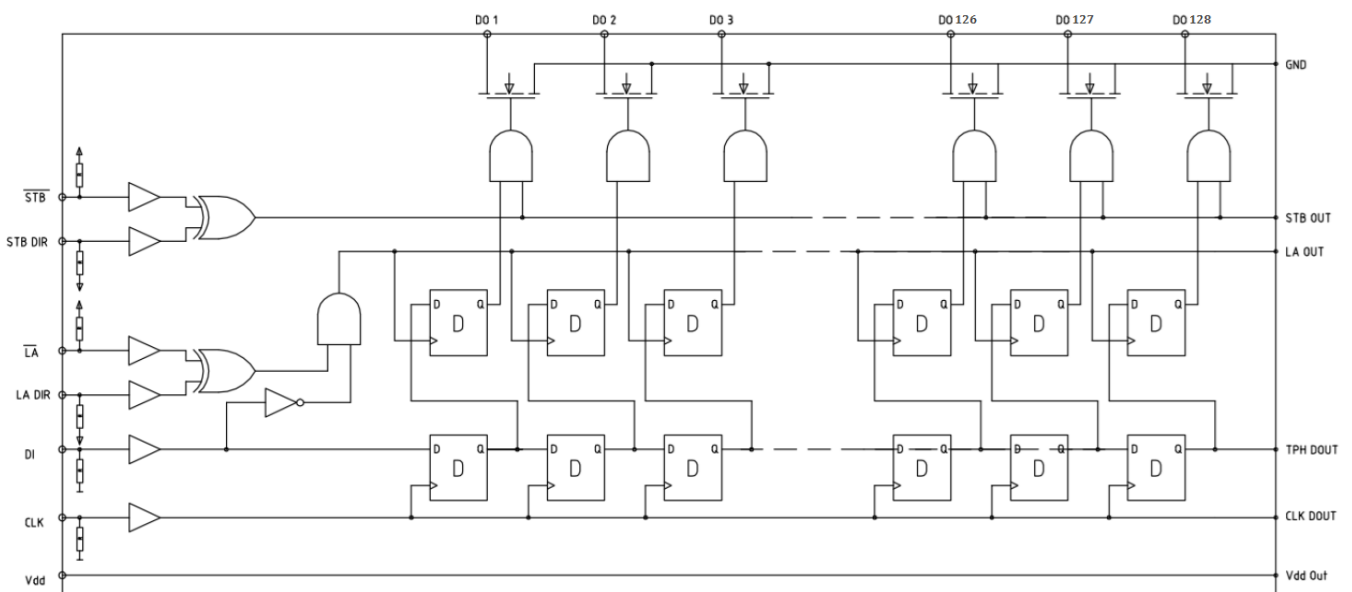 DO 1 DO 2 DO 3 DO 126 DO 127 DO 128
GND
STB
STB OUT
STB DIR
LA OUT
D Q D Q D Q D Q D Q D Q
D D D D D D
LA
LA DIR
DI
D Q D Q D Q D Q D Q D Q
TPH DOUT
D D D D D D
CLK
CLK DOUT
Vdd
Vdd Out